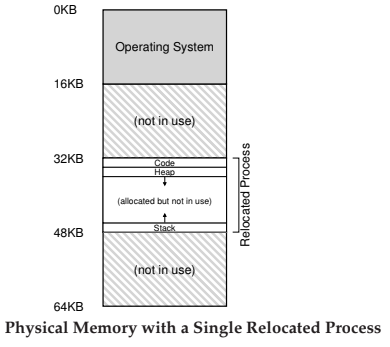 0KB
Operating System
16KB
(not in use)
32KB
Code
Heap
(allocated but not in use)
Stack
48KB
Relocated Process
(not in use)
64KB
Physical Memory with a Single Relocated Process